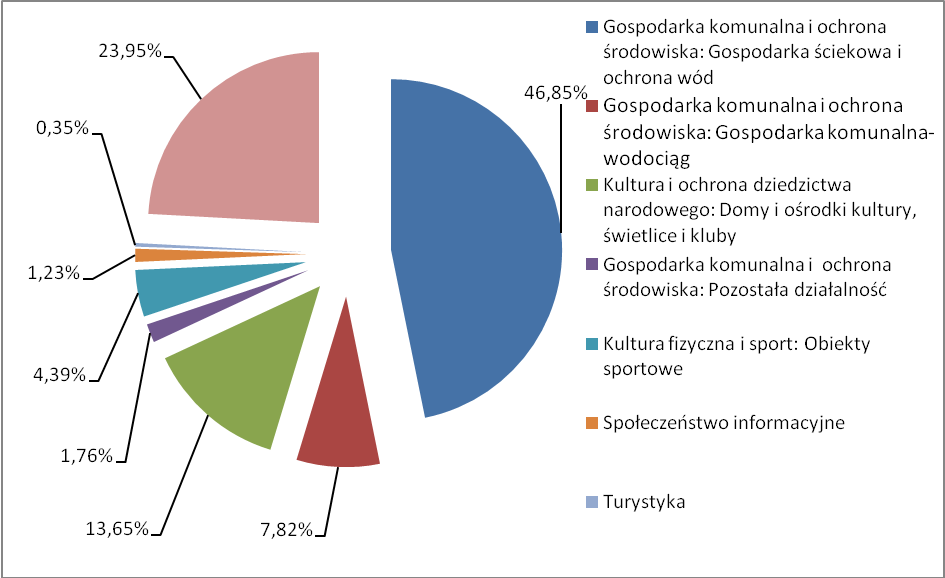 23,95%
0,35%
1,23%
4,39%
1,76%
13,65%
7,82%
46,85%
Gospodarka komunalna i ochrona
środowiska: Gospodarka ściekowa i
ochrona wód
Gospodarka komunalna i ochrona
środowiska: Gospodarka komunalna-
wodociąg
Kultura i ochrona dziedzictwa
narodowego: Domy i ośrodki kultury,
świetlice i kluby
Gospodarka komunalna i ochrona
środowiska: Pozostała działalność
Kultura fizyczna i sport: Obiekty
sportowe
Społeczeństwo informacyjne
Turystyka